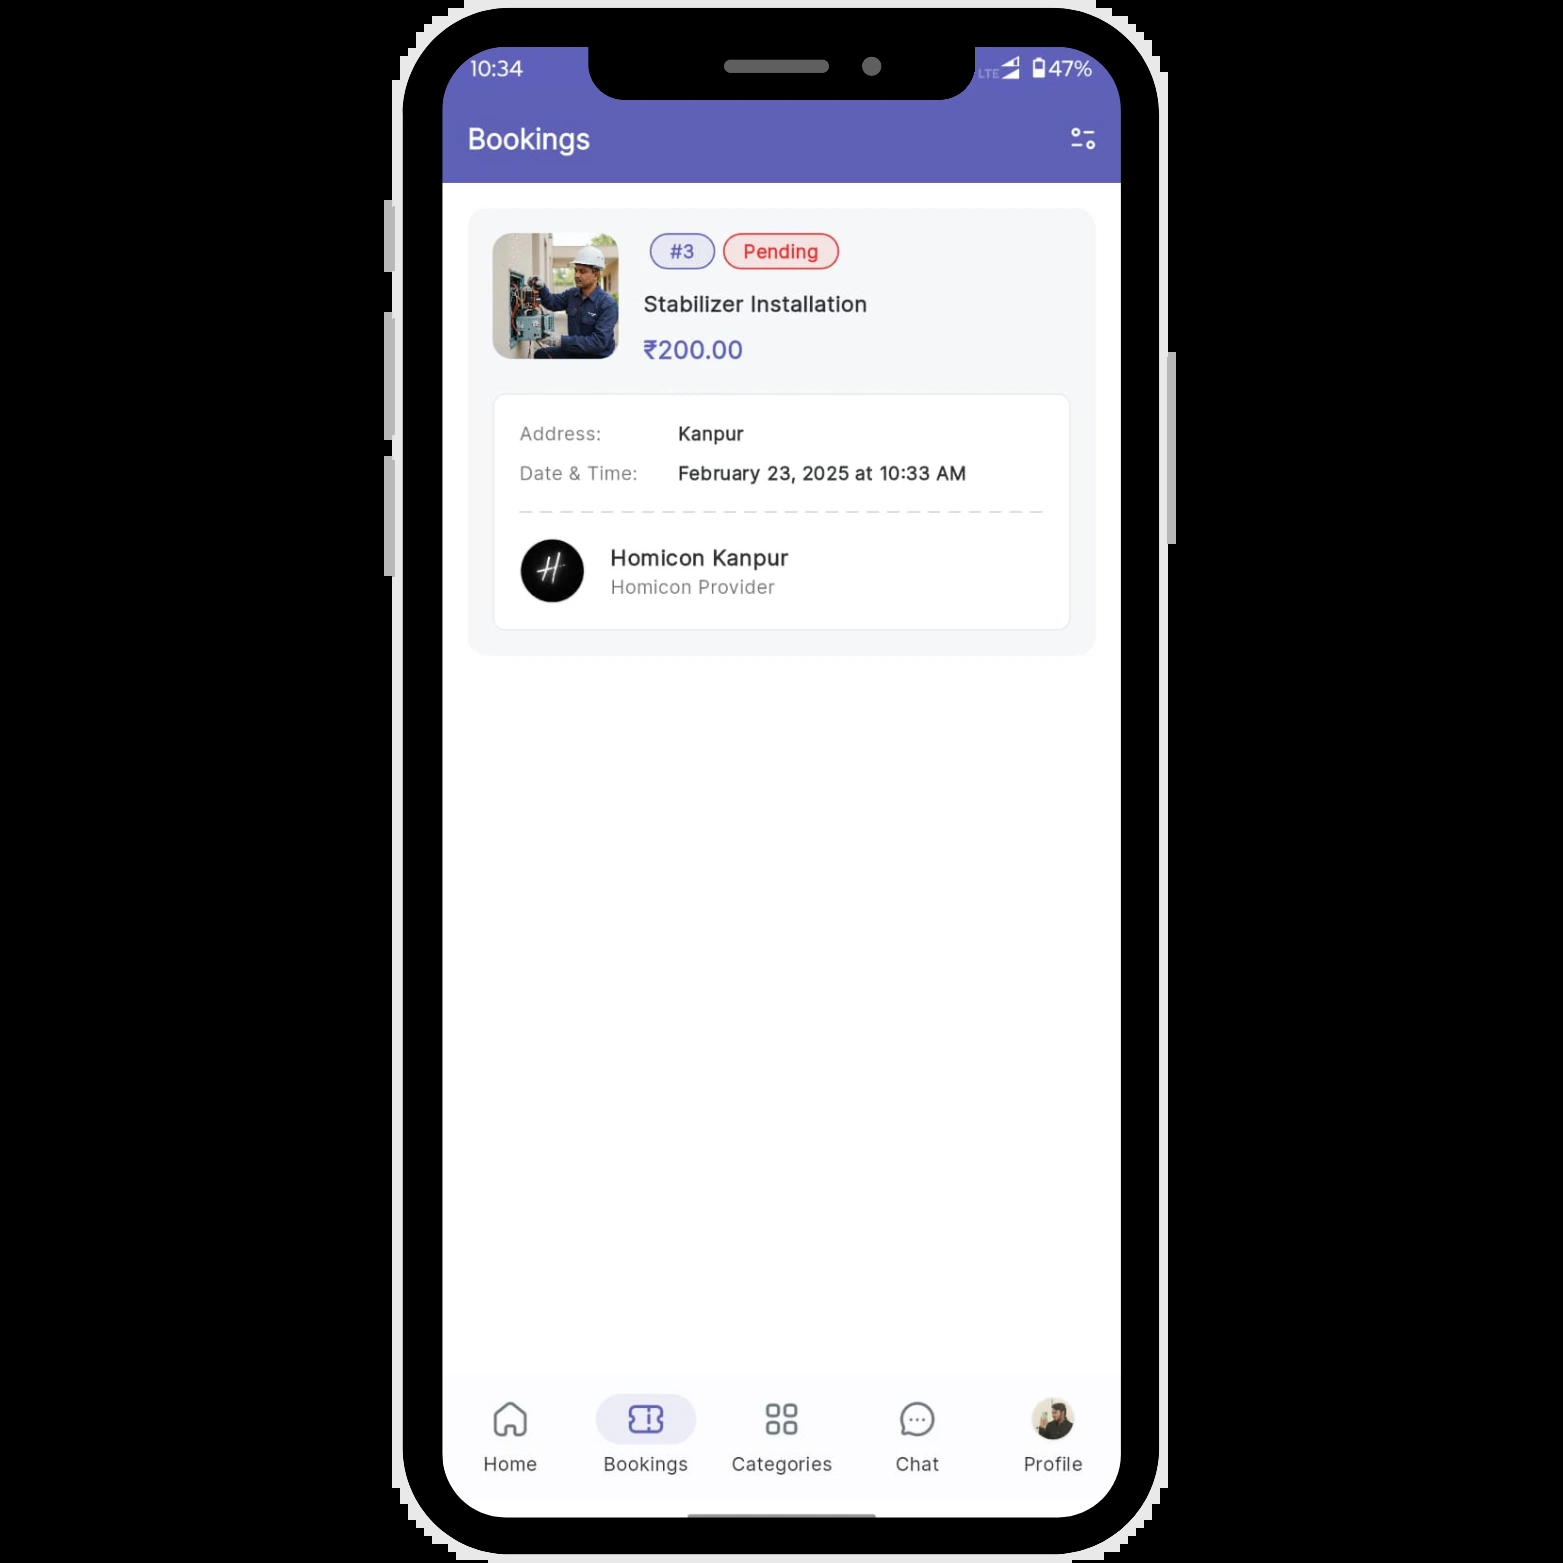 10:34
LTE 47%
Bookings
#3 Pending
Stabilizer Installation
₹200.00
Address: Kanpur
Date & Time: February 23, 2025 at 10:33 AM
H
Homicon Kanpur
Homicon Provider
Home Bookings Categories Chat Profile